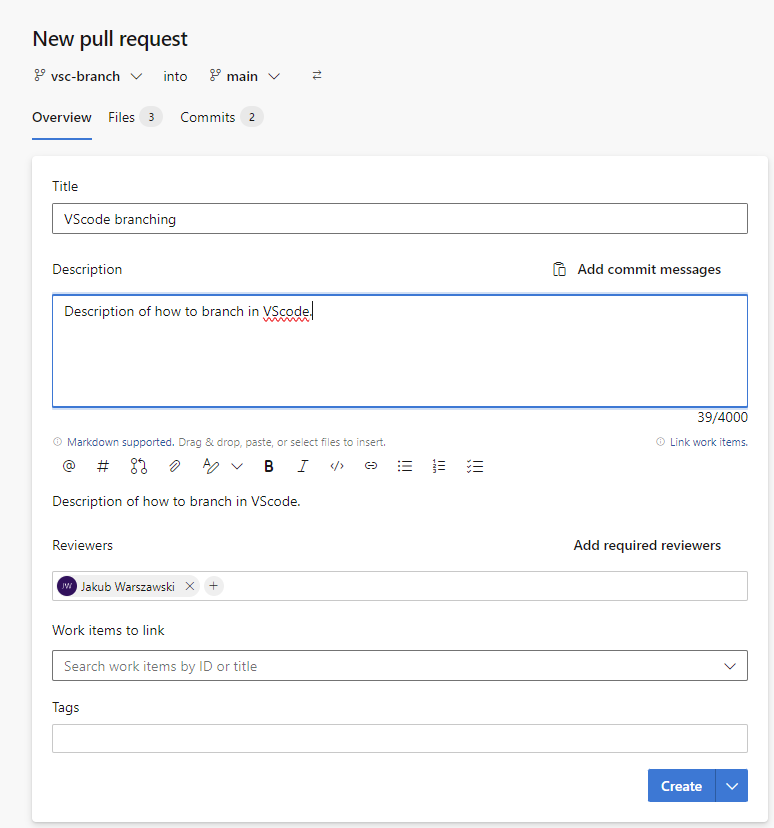 New pull request
vsc-branch into main
Overview Files 3 Commits 2
Title
VScode branching
Description Add commit messages
Description of how to branch in VScode.
39/4000
Markdown supported. Drag & drop, paste, or select files to insert. Link work items.
Description of how to branch in VScode.
Reviewers Add required reviewers
JW Jakub Warszawski
Work items to link
Search work items by ID or title
Tags
Create